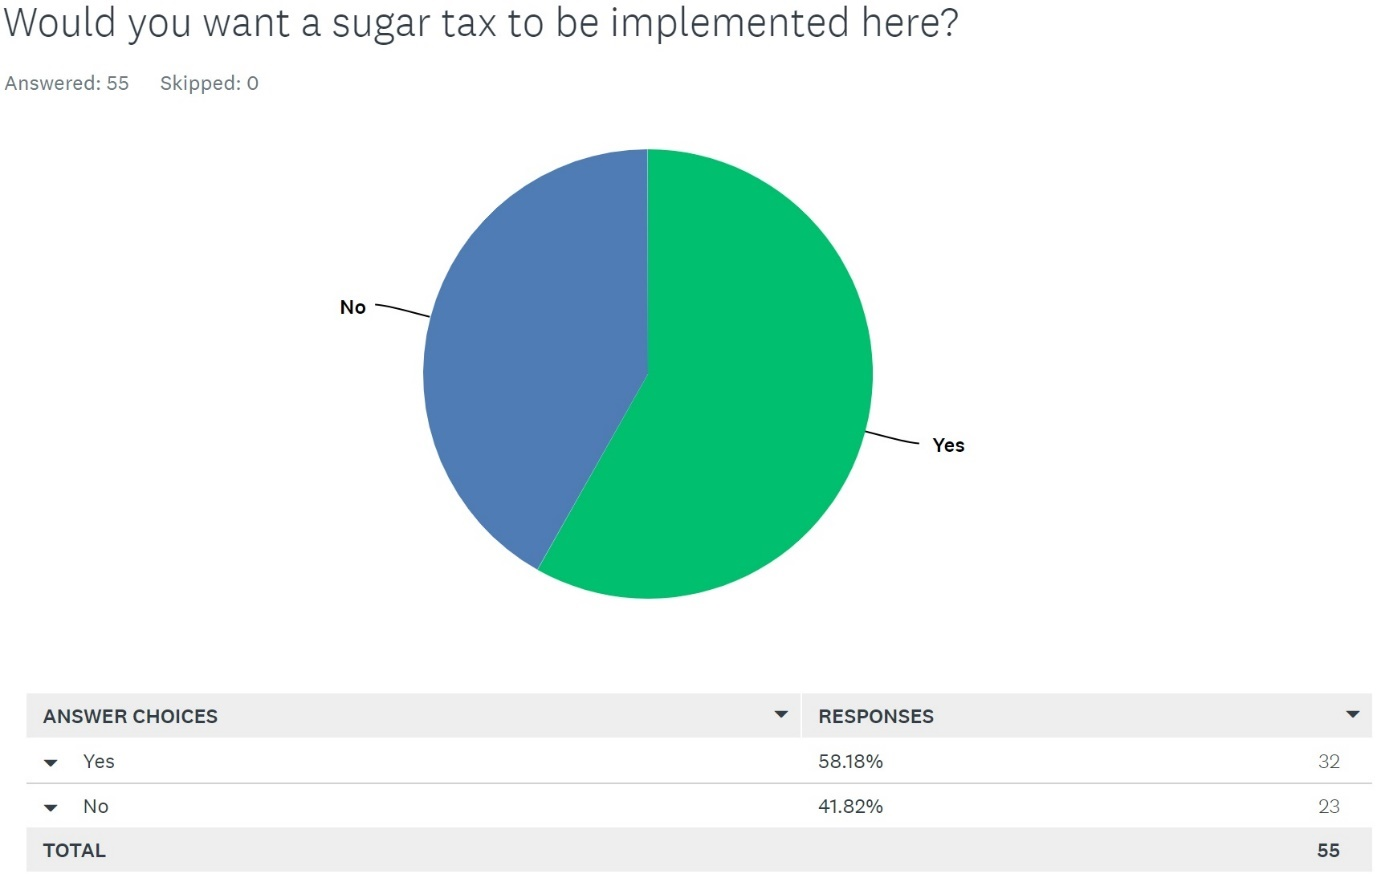 Would you want a sugar tax to be implemented here?
Answered: 55 Skipped: 0
No
Yes
ANSWER CHOICES RESPONSES
Yes 58.18% 32
No 41.82% 23
TOTAL 55